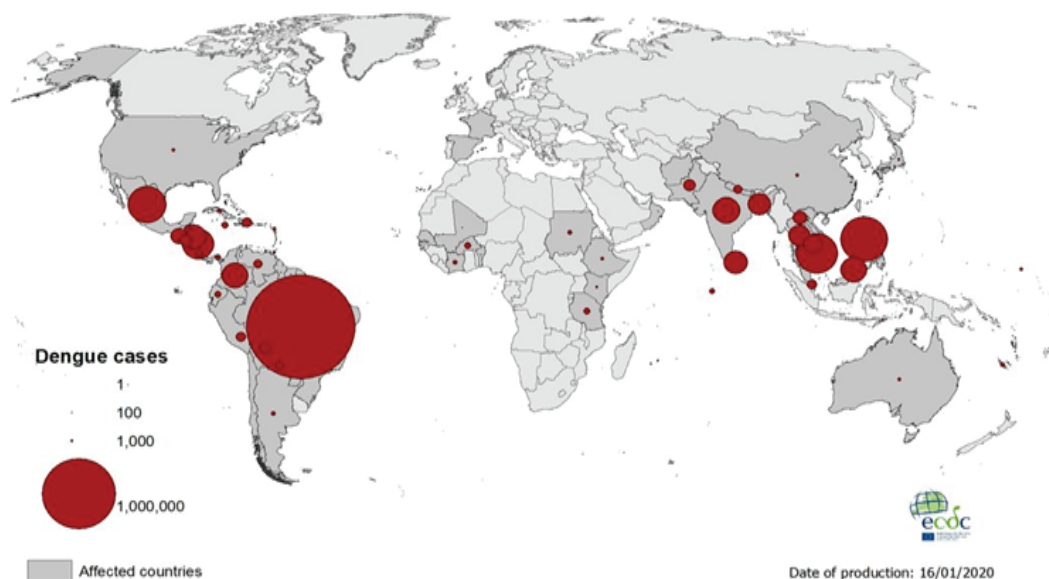 Dengue cases
1
100
1,000
1,000,000
Affected countries
ecdc
Date of production: 16/01/2020